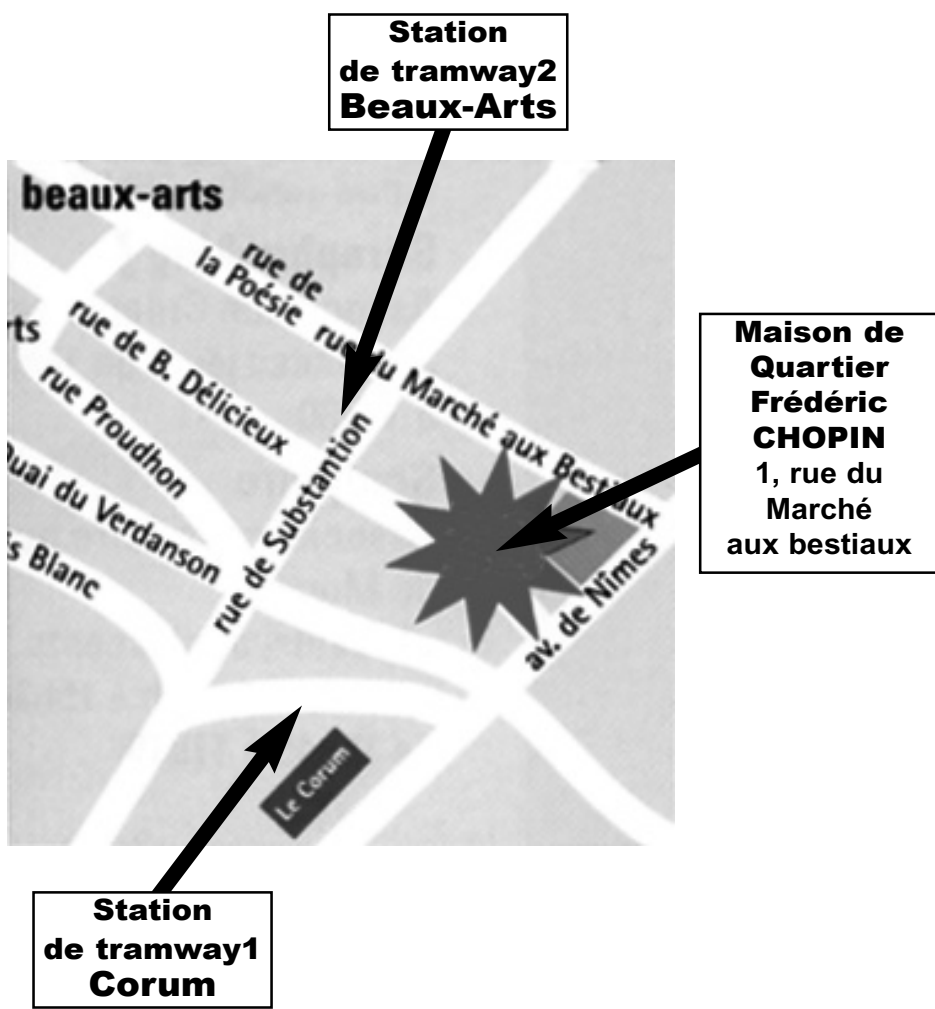 Station
de tramway2
Beaux-Arts
beaux-arts
rue de
la Poésie
rue du Marché aux Bestiaux
rts
rue de B. Délicieux
rue Proudhon
Quai du Verdanson
is Blanc
rue de Substantion
av. de Nîmes
Le Corum
Maison de
Quartier
Frédéric
CHOPIN
1, rue du
Marché
aux bestiaux
Station
de tramway1
Corum